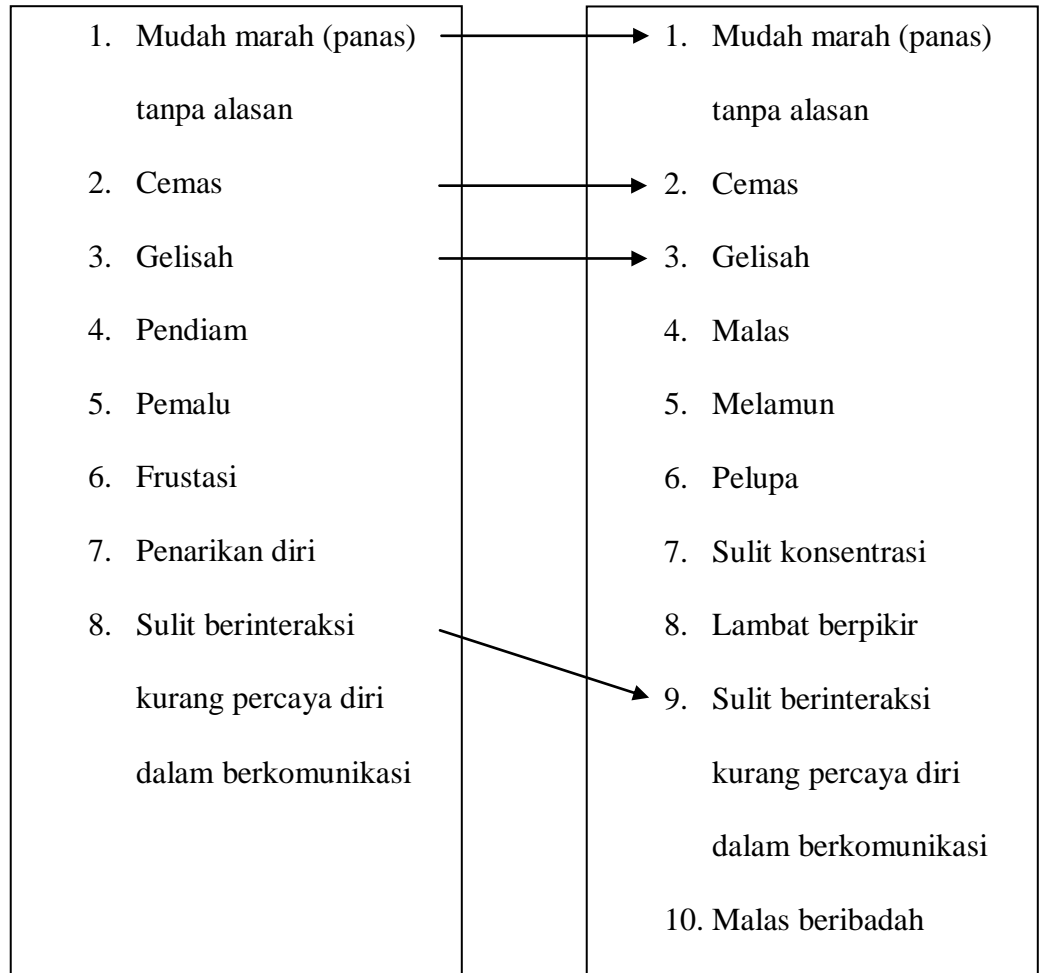 1. Mudah marah (panas)
tanpa alasan
2. Cemas
3. Gelisah
4. Pendiam
5. Pemalu
6. Frustasi
7. Penarikan diri
8. Sulit berinteraksi
kurang percaya diri
dalam berkomunikasi
1. Mudah marah (panas)
tanpa alasan
2. Cemas
3. Gelisah
4. Malas
5. Melamun
6. Pelupa
7. Sulit konsentrasi
8. Lambat berpikir
9. Sulit berinteraksi
kurang percaya diri
dalam berkomunikasi
10. Malas beribadah